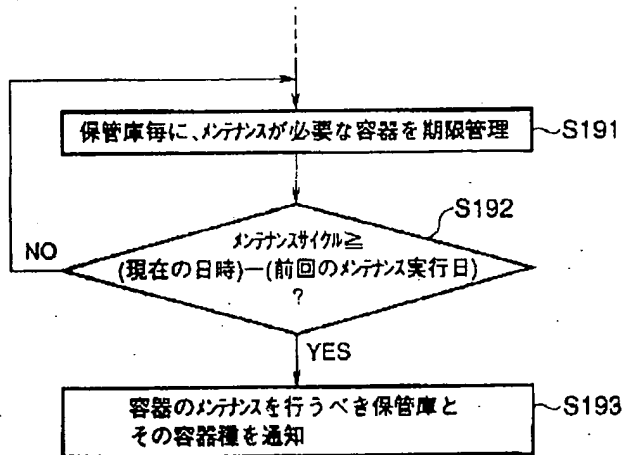 保管庫毎に、メンテナンスが必要な容器を期限管理
S191
S192
メンテナンスサイクル≧
(現在の日時)ー(前回のメンテナンス実行日)
?
NO
YES
容器のメンテナンスを行うべき保管庫と
その容器種を通知
S193